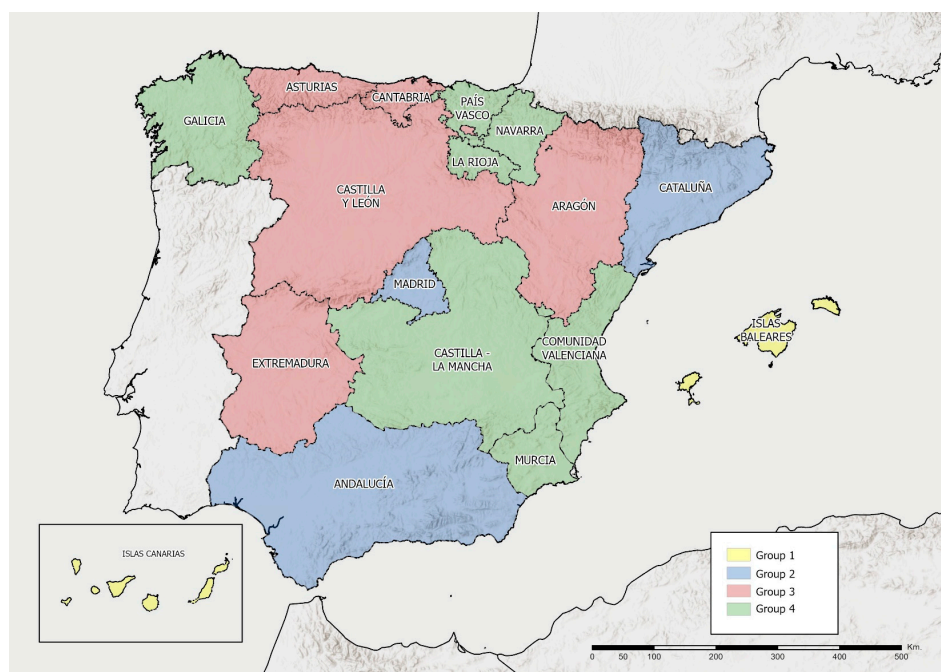 ASTURIAS
CANTABRIA
PAÍS
VASCO
GALICIA
NAVARRA
LA RIOJA
CASTILLA
Y LEÓN
ARAGÓN
CATALUÑA
MADRID
ISLAS
BALEARES
COMUNIDAD
VALENCIANA
CASTILLA -
LA MANCHA
EXTREMADURA
MURCIA
ANDALUCÍA
ISLAS CANARIAS
Group 1
Group 2
Group 3
Group 4
Km.
0 50 100 200 300 400 500